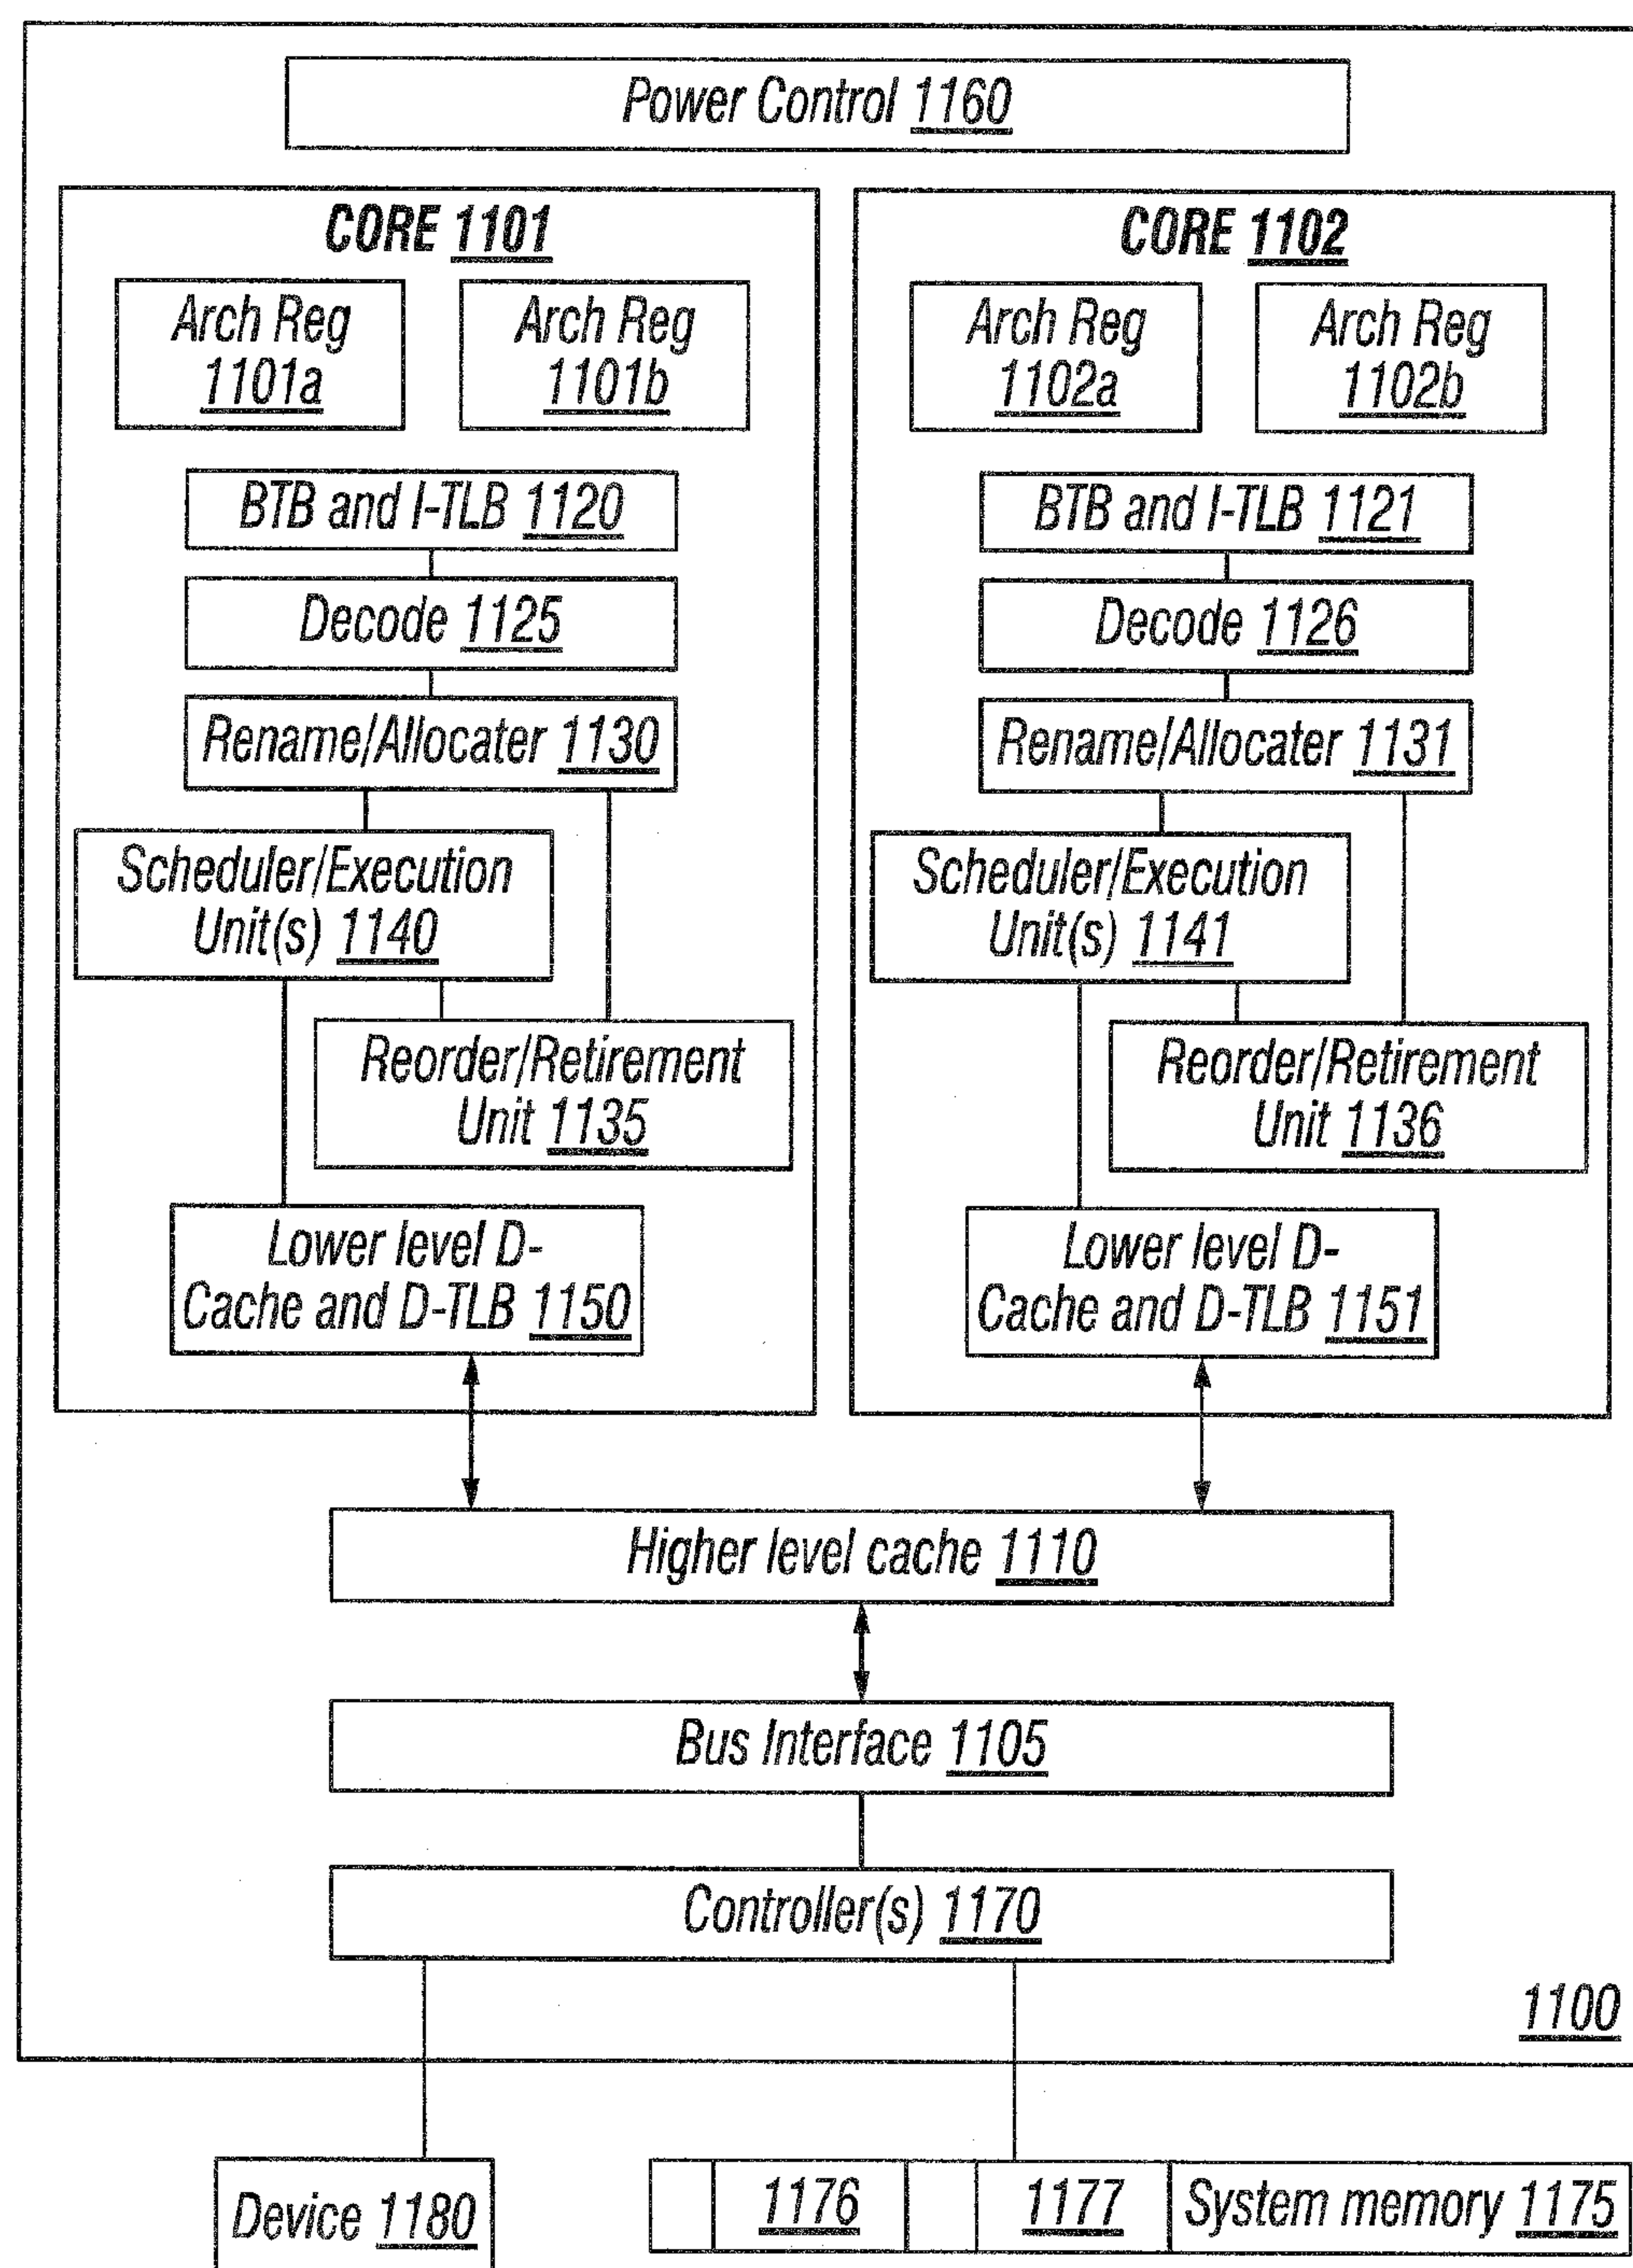 Power Control 1160
CORE 1101
Arch Reg
1101a
Arch Reg
1101b
BTB and I-TLB 1120
Decode 1125
Rename/Allocater 1130
Scheduler/Execution
Unit(s) 1140
Reorder/Retirement
Unit 1135
Lower level D-
Cache and D-TLB 1150
CORE 1102
Arch Reg
1102a
Arch Reg
1102b
BTB and I-TLB 1121
Decode 1126
Rename/Allocater 1131
Scheduler/Execution
Unit(s) 1141
Reorder/Retirement
Unit 1136
Lower level D-
Cache and D-TLB 1151
Higher level cache 1110
Bus Interface 1105
Controller(s) 1170
1100
Device 1180
1176
1177
System memory 1175